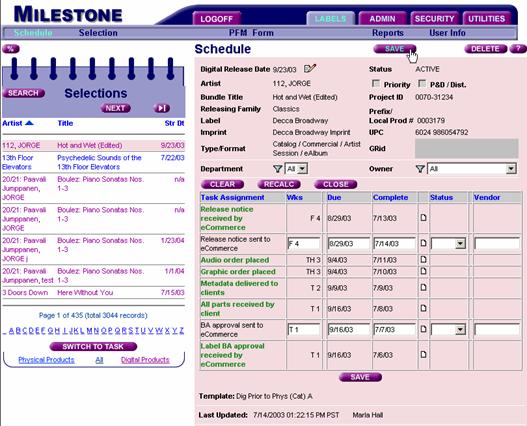 MILESTONE
LOGOFF LABELS ADMIN SECURITY UTILITIES
Schedule Selection PFM Form Reports User Info
%
SEARCH
Selections
NEXT
Artist Title Str Dt
112, JORGE Hot and Wet (Edited) 9/23/03
13th Floor Elevators Psychedelic Sounds of the 13th Floor 7/22/03
20/21: Paavali Jumppanen, JORGE Boulez: Piano Sonatas Nos. 1-3 n/a
20/21: Paavali Jumppanen, Boulez: Piano Sonatas Nos. 1-3 n/a
20/21: Paavali Jumppanen, JORGE j Boulez: Piano Sonatas Nos. 1-3 1/23/04
20/21: Paavali Jumppanen, test Boulez: Piano Sonatas Nos. 1-3 1/1/04
3 Doors Down Here Without You 7/15/03
Page 1 of 435 (total 3044 records)
_ A B C D E F G H I J K L M N O P Q R S T U V W X Y Z
SWITCH TO TASK
Physical Products All Digital Products
Schedule
SAVE
DELETE
?
Digital Release Date 9/23/03 Status ACTIVE
Artist 112, JORGE Priority P&D / Dist.
Bundle Title Hot and Wet (Edited) Project ID 0070-31234
Releasing Family Classics Prefix/
Label Decca Broadway Local Prod # 0003179
Imprint Decca Broadway Imprint UPC 6024 986054792
Type/Format Catalog / Commercial / Artist Session / eAlbum GRid
Department All Owner All
CLEAR RECALC CLOSE
Task Assignment Wks Due Complete Status Vendor
Release notice received by eCommerce F 4 8/29/03 7/13/03
Release notice sent to eCommerce F 4 8/29/03 7/14/03
Audio order placed TH 3 9/4/03 7/11/03
Graphic order placed TH 3 9/4/03 7/10/03
Metadata delivered to clients T 2 9/9/03 7/9/03
All parts received by client T 1 9/16/03 7/8/03
BA approval sent to eCommerce T 1 9/16/03 7/7/03
Label BA approval received by eCommerce T 1 9/16/03 7/6/03
SAVE
Template: Dig Prior to Phys (Cat) A
Last Updated: 7/14/2003 01:22:15 PM PST Marla Hall